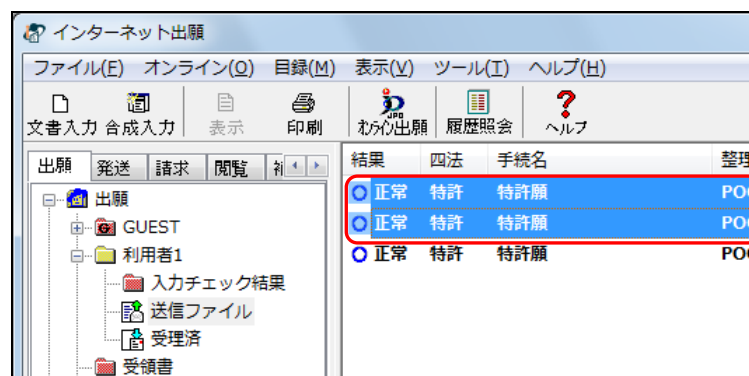 インターネット出願
ファイル(F) オンライン(O) 目録(M) 表示(V) ツール(T) ヘルプ(H)
文書入力 合成入力 表示 印刷 オンライン出願 履歴照会 ヘルプ
出願 発送 請求 閲覧
結果 四法 手続名 整理
正常 特許 特許願 POO
正常 特許 特許願 POO
正常 特許 特許願 POO
出願
GUEST
利用者1
入力チェック結果
送信ファイル
受理済
受領書